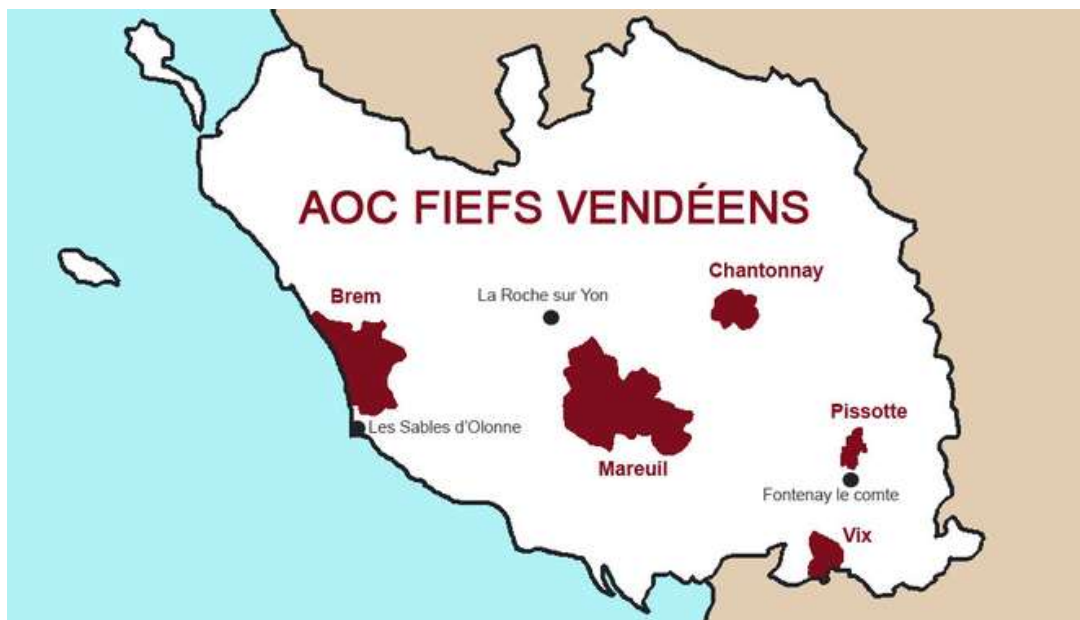 AOC FIEFS VENDÉENS
Chantonnay
Brem
La Roche sur Yon
Pissotte
Les Sables d'Olonne
Mareuil
Fontenay le comte
Vix